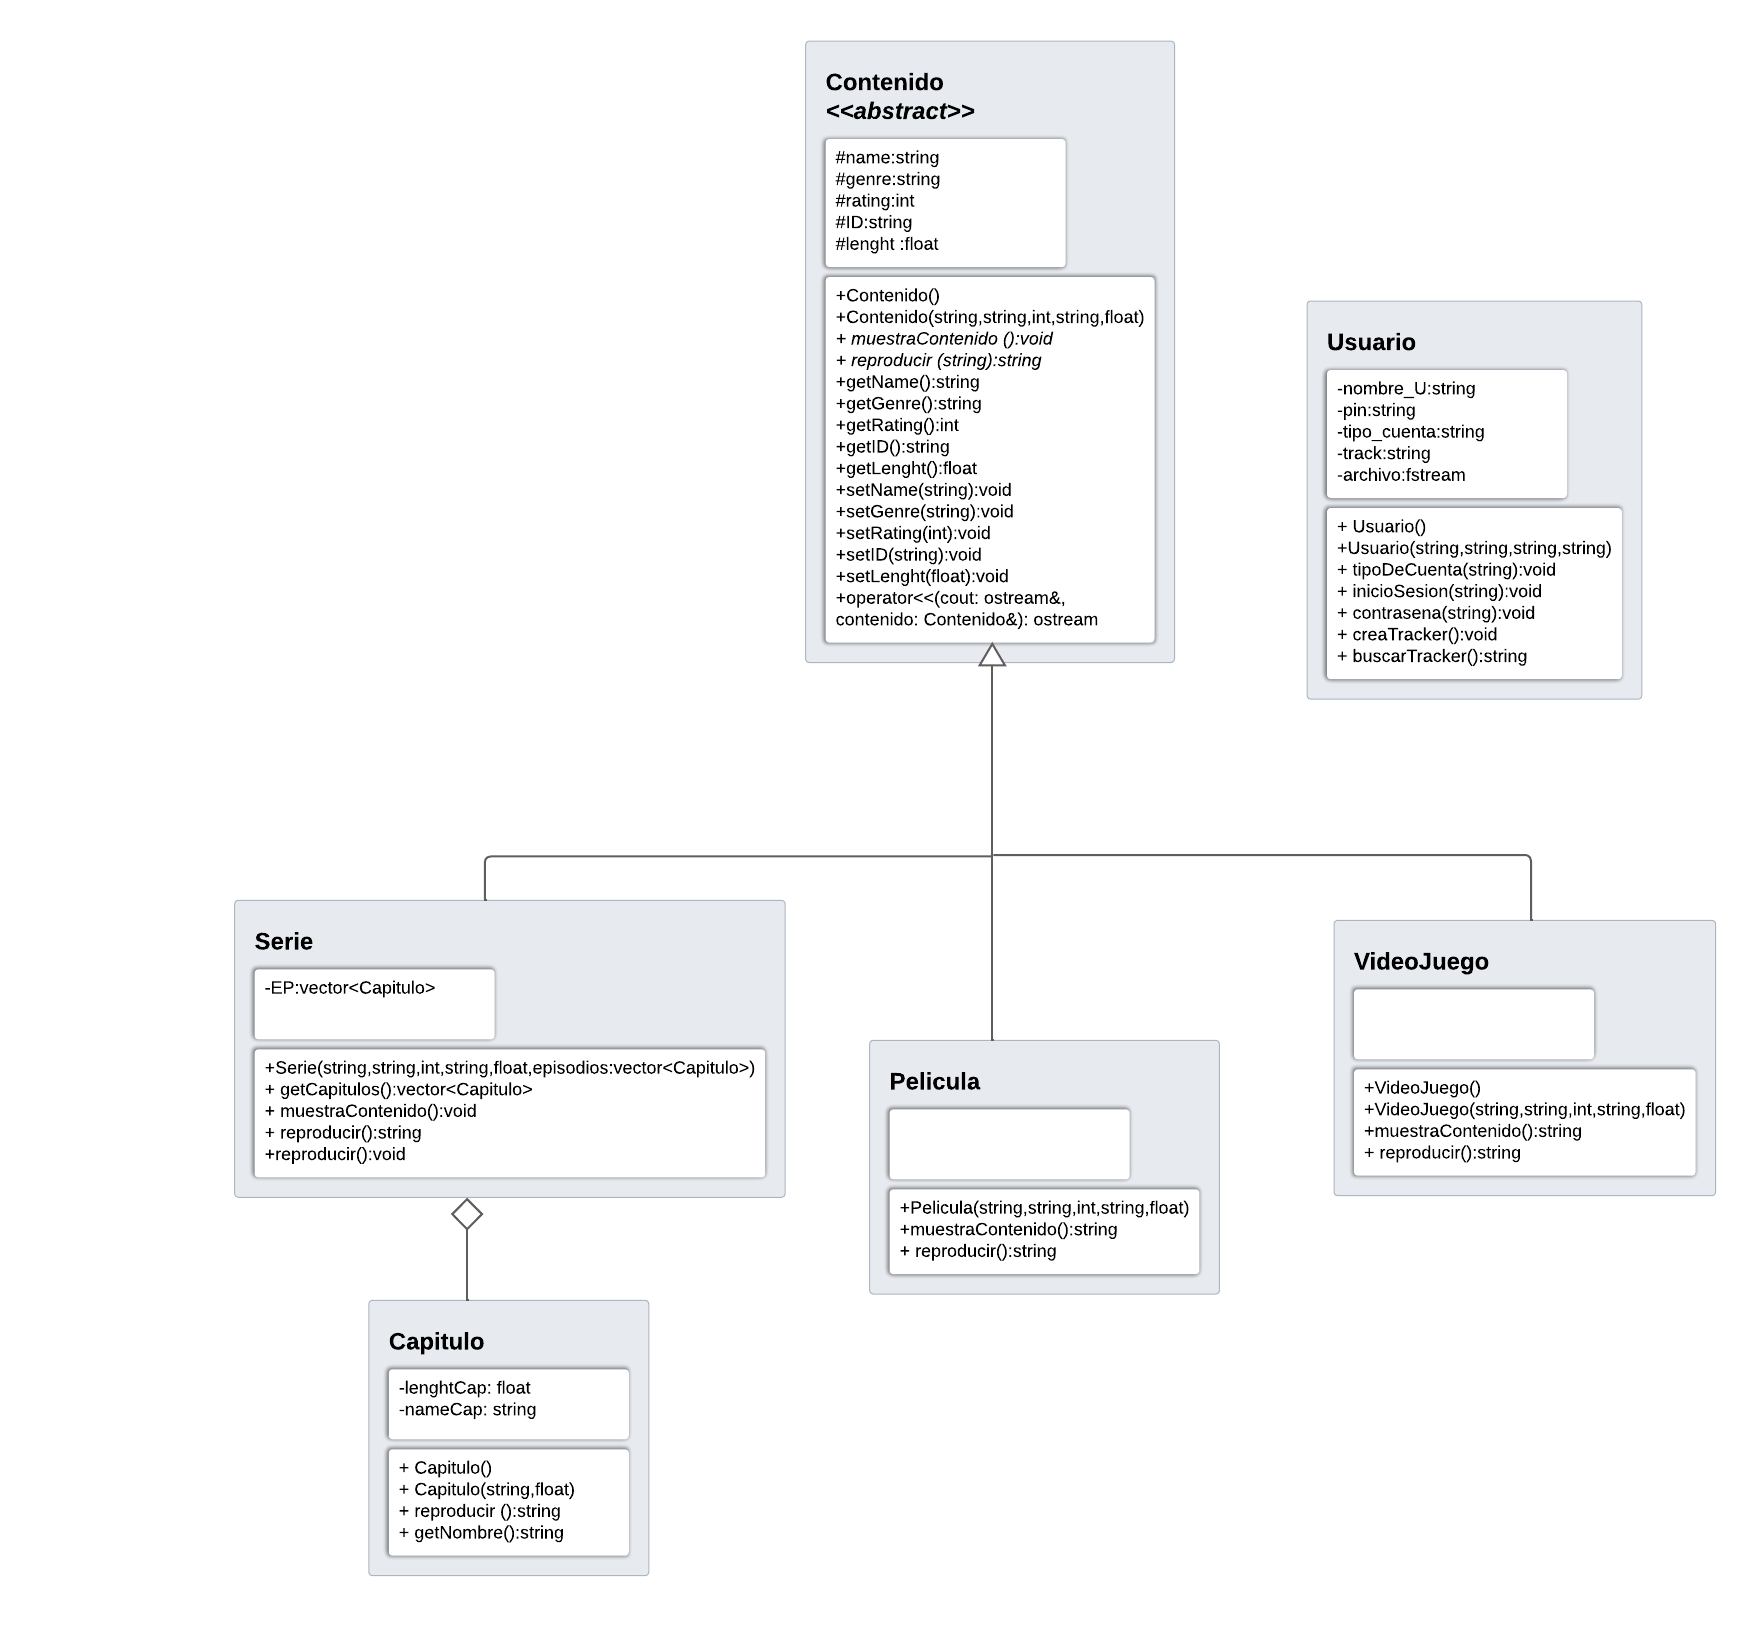 Contenido
<<abstract>>
#name:string
#genre:string
#rating:int
#ID:string
#lenght :float
+Contenido()
+Contenido(string,string,int,string,float)
+ muestraContenido ():void
+ reproducir (string):string
+getName():string
+getGenre():string
+getRating():int
+getID():string
+getLenght():float
+setName(string):void
+setGenre(string):void
+setRating(int):void
+setID(string):void
+setLenght(float):void
+operator<<(cout: ostream&,
contenido: Contenido&): ostream
Usuario
-nombre_U:string
-pin:string
-tipo_cuenta:string
-track:string
-archivo:fstream
+ Usuario()
+Usuario(string,string,string,string)
+ tipoDeCuenta(string):void
+ inicioSesion(string):void
+ contrasena(string):void
+ creaTracker():void
+ buscarTracker():string
Serie
-EP:vector<Capitulo>
+Serie(string,string,int,string,float,episodios:vector<Capitulo>)
+ getCapitulos():vector<Capitulo>
+ muestraContenido():void
+ reproducir():string
+reproducir():void
Pelicula
+Pelicula(string,string,int,string,float)
+muestraContenido():string
+ reproducir():string
VideoJuego
+VideoJuego()
+VideoJuego(string,string,int,string,float)
+muestraContenido():string
+ reproducir():string
Capitulo
-lenghtCap: float
-nameCap: string
+ Capitulo()
+ Capitulo(string,float)
+ reproducir ():string
+ getNombre():string